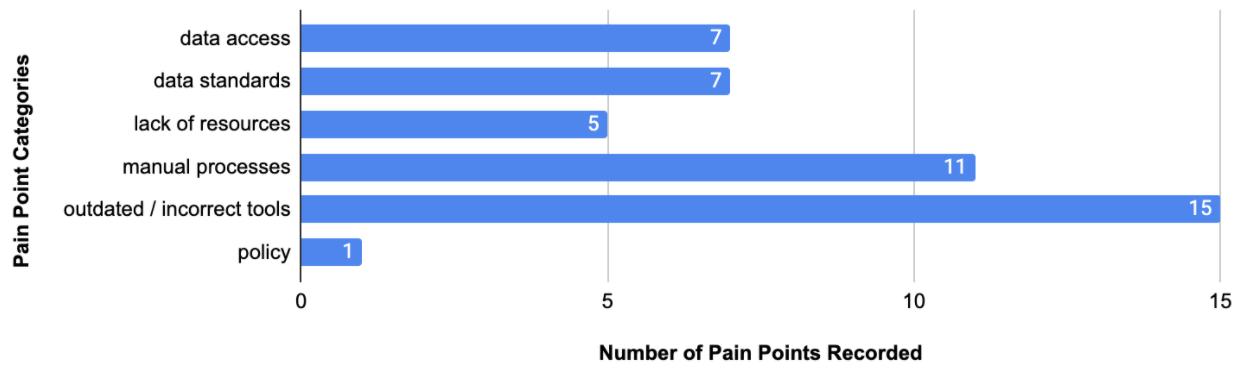 Pain Point Categories
data access 7
data standards 7
lack of resources 5
manual processes 11
outdated / incorrect tools 15
policy 1
0 5 10 15
Number of Pain Points Recorded